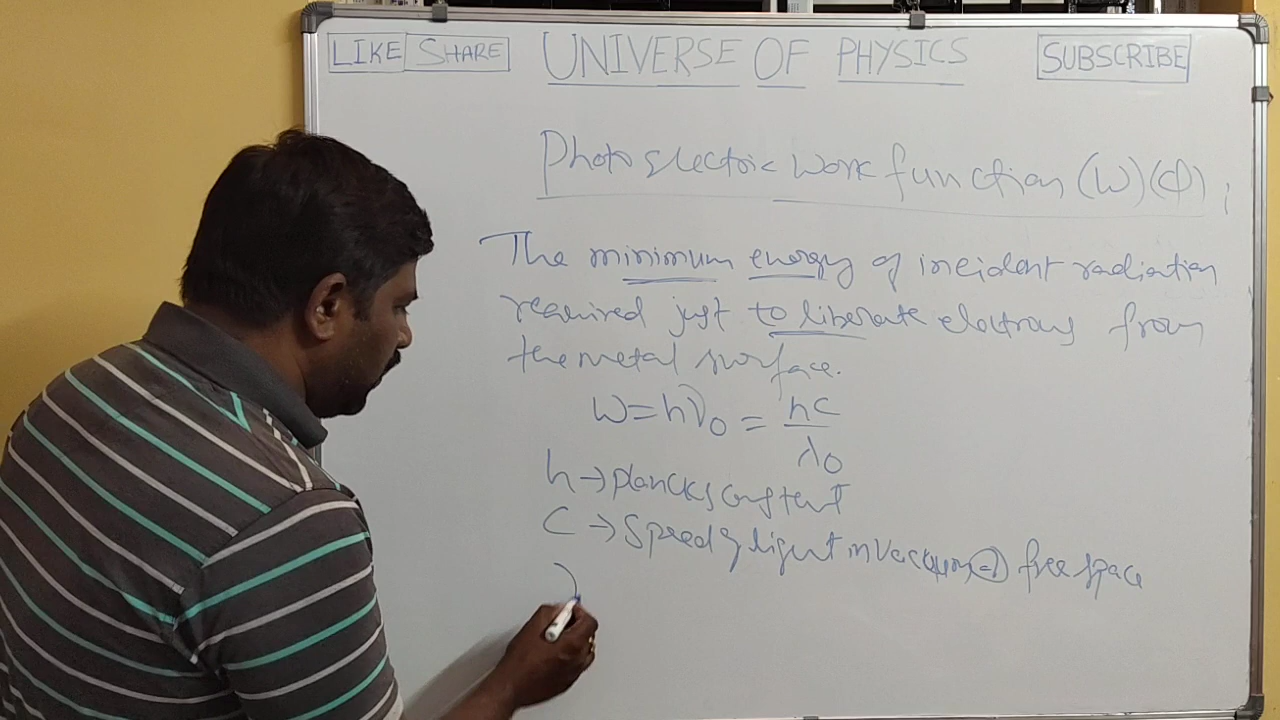 LIKE SHARE UNIVERSE OF PHYSICS SUBSCRIBE
Photo Electric Work function (W)(ϕ);
The minimum energy of incident radiation
required just to liberate electrons from
the metal surface.
W = hν₀ = hc/λ₀
h → plancks constant
C → Speed of light in Vacuum free space